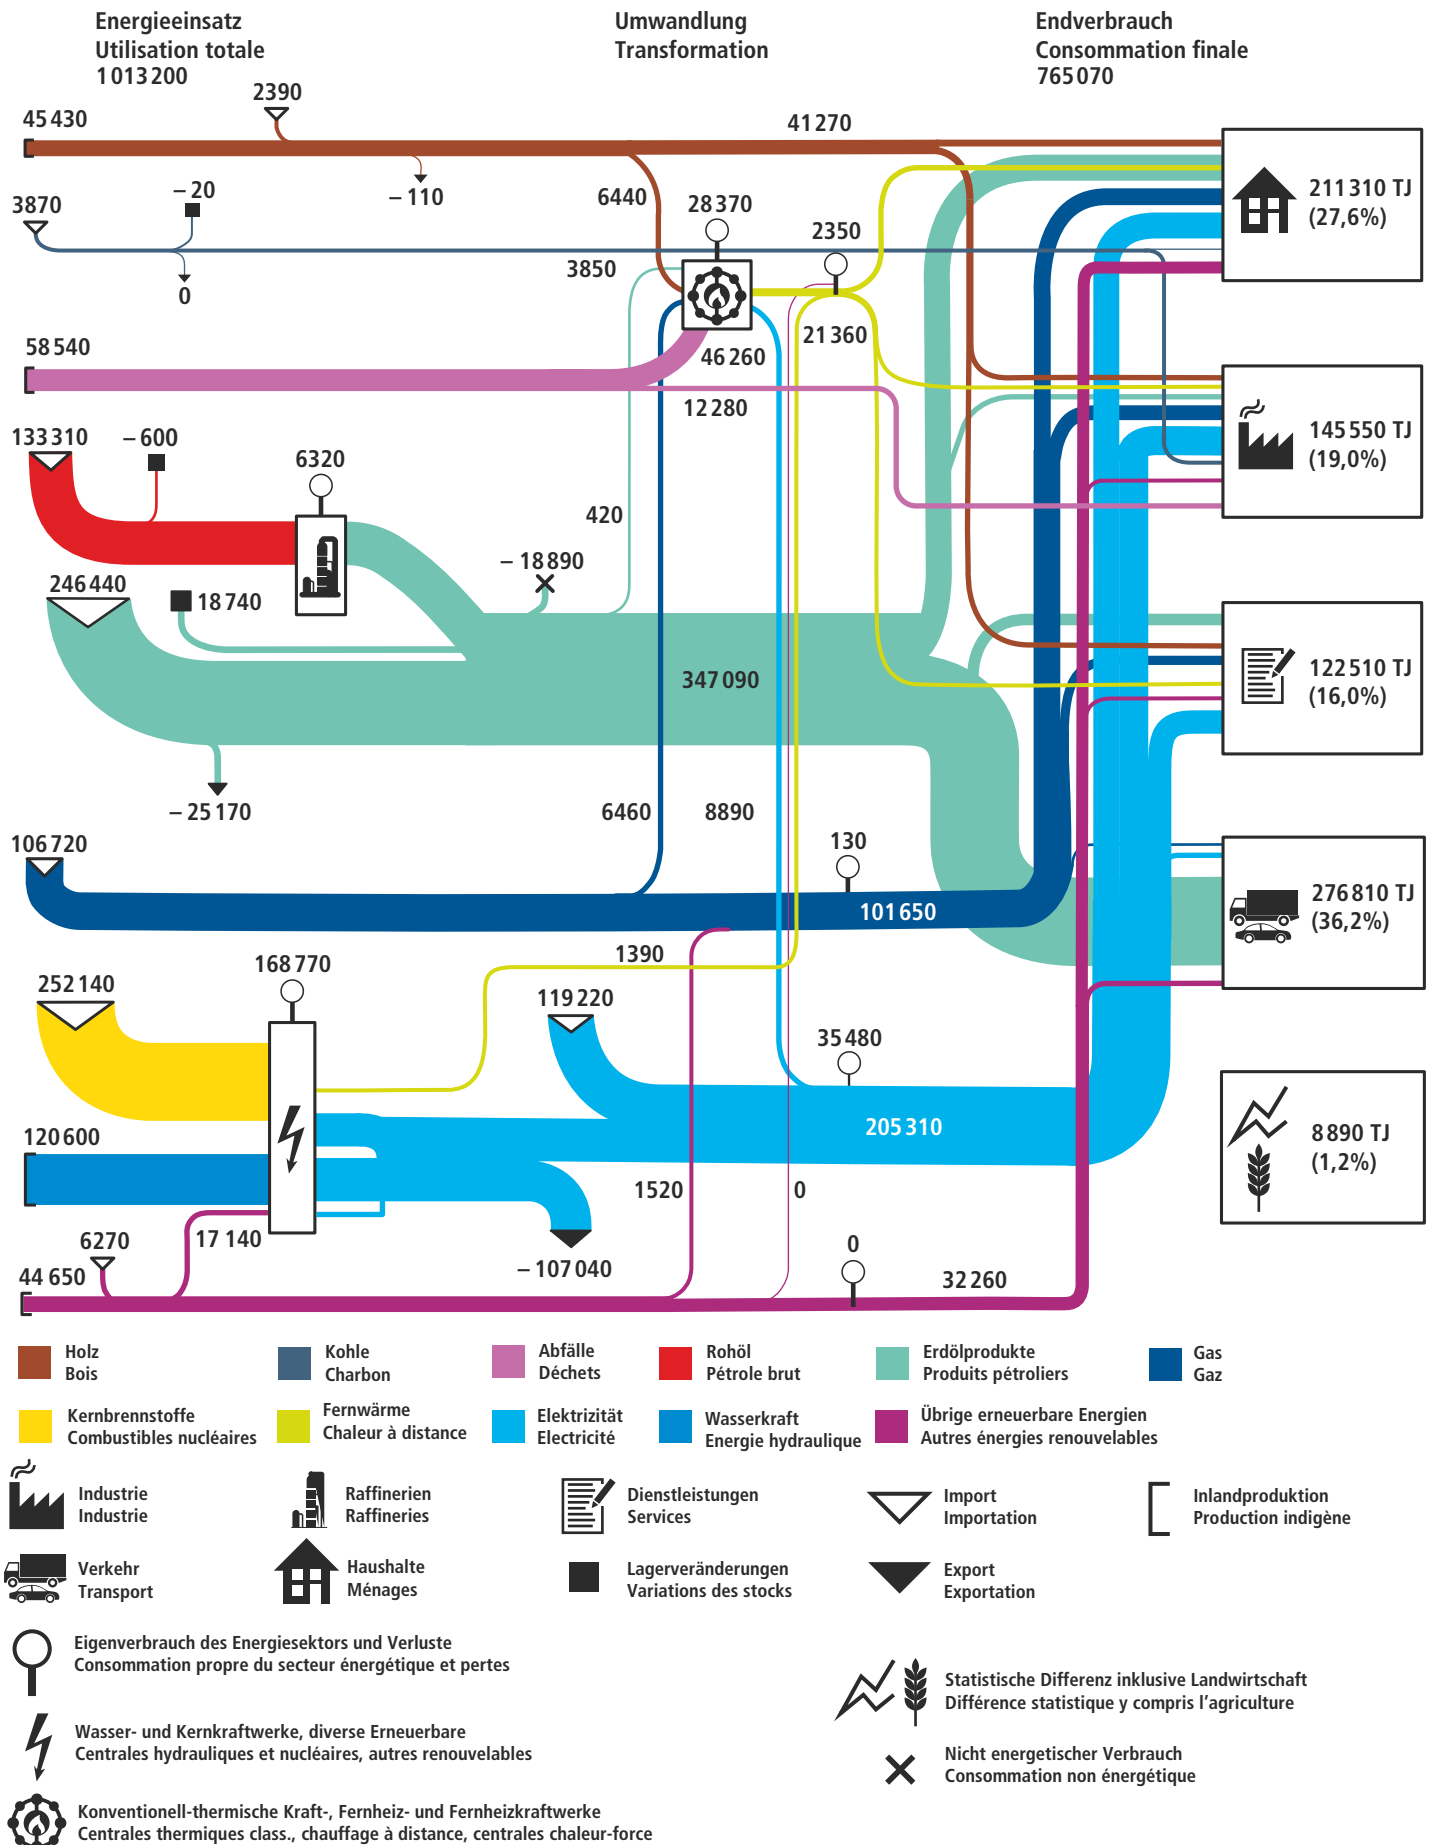 Energieeinsatz
Utilisation totale
1 013 200
Umwandlung
Transformation
Endverbrauch
Consommation finale
765 070
2390
45 430
41 270
– 110
6440
– 20
3870
0
28 370
2350
3850
21 360
46 260
58 540
12 280
133 310
– 600
6320
420
– 18 890
246 440
18 740
347 090
– 25 170
6460
8890
130
106 720
101 650
1390
168 770
252 140
119 220
35 480
120 600
205 310
1520
0
17 140
6270
44 650
– 107 040
0
32 260
211 310 TJ
(27,6%)
145 550 TJ
(19,0%)
122 510 TJ
(16,0%)
276 810 TJ
(36,2%)
8 890 TJ
(1,2%)
Holz
Bois
Kohle
Charbon
Abfälle
Déchets
Rohöl
Pétrole brut
Erdölprodukte
Produits pétroliers
Gas
Gaz
Kernbrennstoffe
Combustibles nucléaires
Fernwärme
Chaleur à distance
Elektrizität
Electricité
Wasserkraft
Energie hydraulique
Übrige erneuerbare Energien
Autres énergies renouvelables
Industrie
Industrie
Raffinerien
Raffineries
Dienstleistungen
Services
Import
Importation
Inlandproduktion
Production indigène
Verkehr
Transport
Haushalte
Ménages
Lagerveränderungen
Variations des stocks
Export
Exportation
Eigenverbrauch des Energiesektors und Verluste
Consommation propre du secteur énergétique et pertes
Statistische Differenz inklusive Landwirtschaft
Différence statistique y compris l’agriculture
Wasser- und Kernkraftwerke, diverse Erneuerbare
Centrales hydrauliques et nucléaires, autres renouvelables
Nicht energetischer Verbrauch
Consommation non énergétique
Konventionell-thermische Kraft-, Fernheiz- und Fernheizkraftwerke
Centrales thermiques class., chauffage à distance, centrales chaleur-force